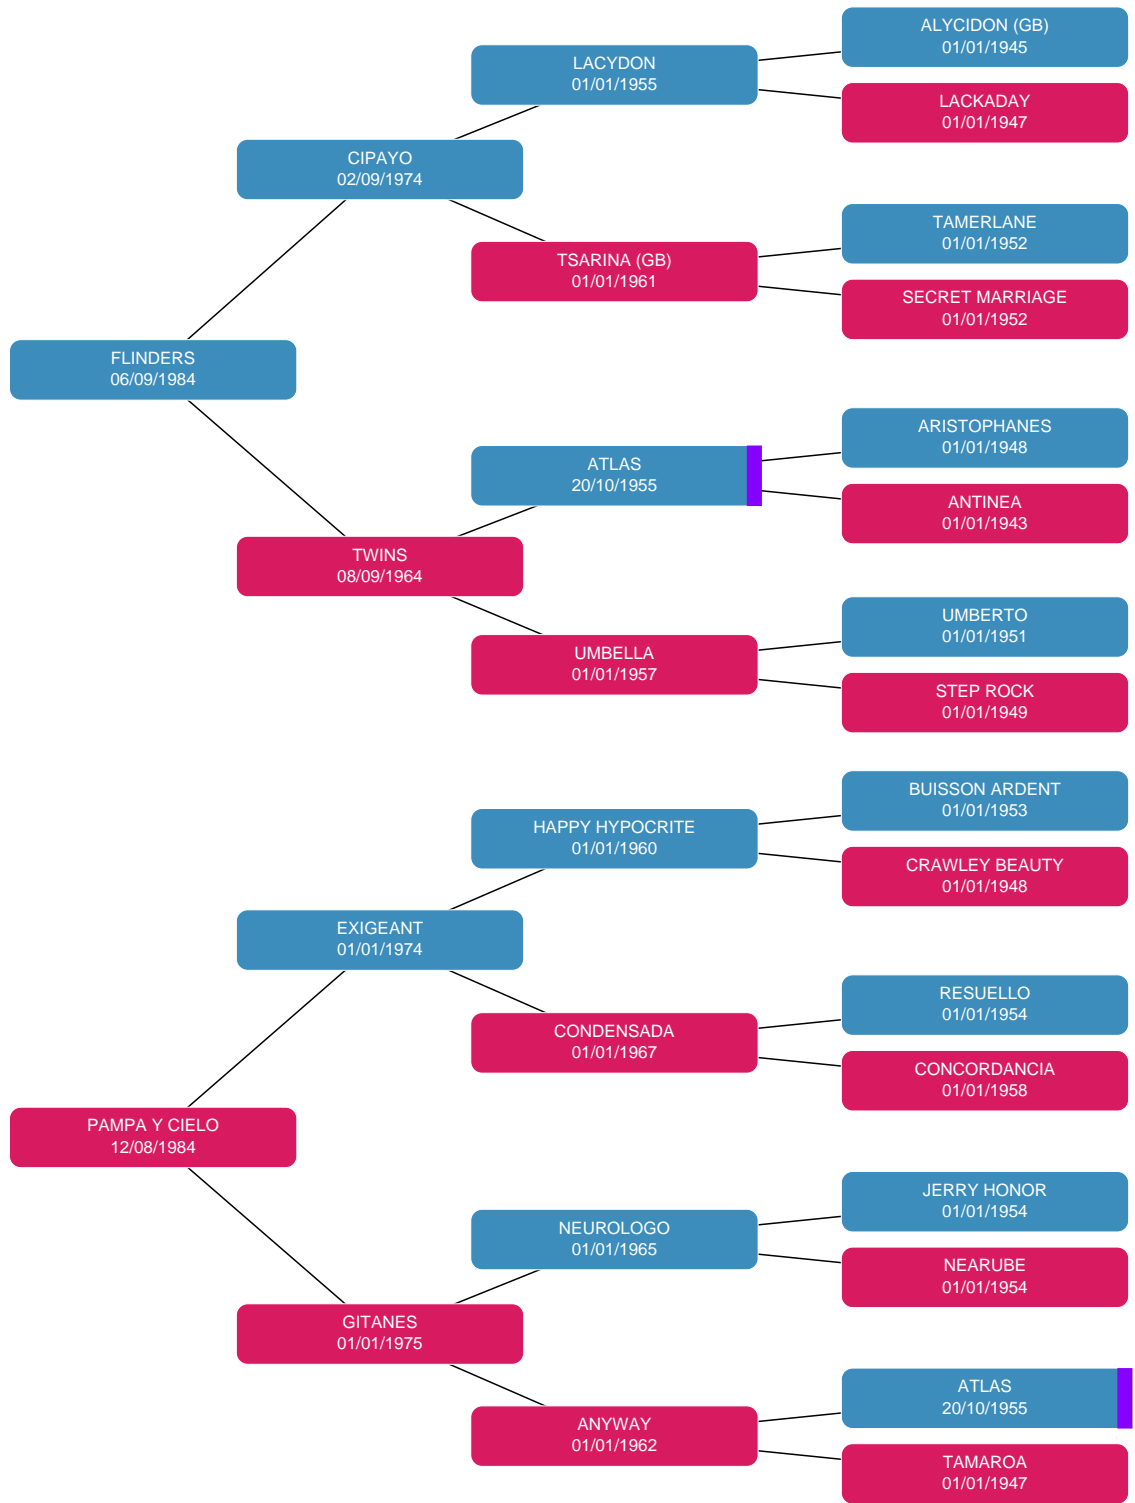 ALYCIDON (GB)
01/01/1945
LACYDON
01/01/1955
LACKADAY
01/01/1947
CIPAYO
02/09/1974
TAMERLANE
01/01/1952
TSARINA (GB)
01/01/1961
SECRET MARRIAGE
01/01/1952
FLINDERS
06/09/1984
ARISTOPHANES
01/01/1948
ATLAS
20/10/1955
ANTINEA
01/01/1943
TWINS
08/09/1964
UMBERTO
01/01/1951
UMBELLA
01/01/1957
STEP ROCK
01/01/1949
BUISSON ARDENT
01/01/1953
HAPPY HYPOCRITE
01/01/1960
CRAWLEY BEAUTY
01/01/1948
EXIGEANT
01/01/1974
RESUELLO
01/01/1954
CONDENSADA
01/01/1967
CONCORDANCIA
01/01/1958
PAMPA Y CIELO
12/08/1984
JERRY HONOR
01/01/1954
NEUROLOGO
01/01/1965
NEARUBE
01/01/1954
GITANES
01/01/1975
ATLAS
20/10/1955
ANYWAY
01/01/1962
TAMAROA
01/01/1947